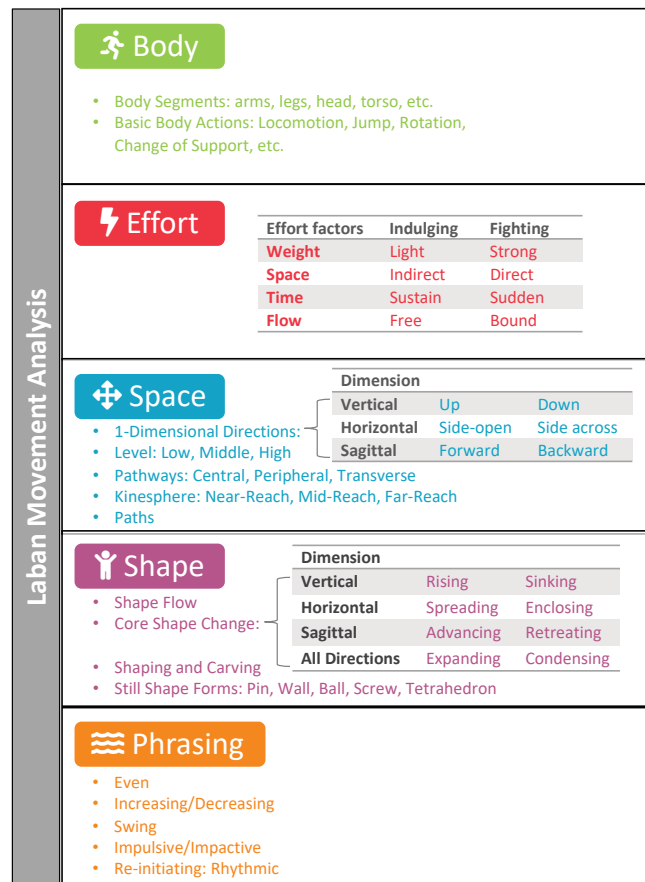 Laban Movement Analysis
Body
• Body Segments: arms, legs, head, torso, etc.
• Basic Body Actions: Locomotion, Jump, Rotation,
Change of Support, etc.
Effort
Effort factors Indulging Fighting
Weight Light Strong
Space Indirect Direct
Time Sustain Sudden
Flow Free Bound
Space
Dimension
Vertical Up Down
Horizontal Side-open Side across
Sagittal Forward Backward
• 1-Dimensional Directions:
• Level: Low, Middle, High
• Pathways: Central, Peripheral, Transverse
• Kinesphere: Near-Reach, Mid-Reach, Far-Reach
• Paths
Shape
Dimension
Vertical Rising Sinking
Horizontal Spreading Enclosing
Sagittal Advancing Retreating
All Directions Expanding Condensing
• Shape Flow
• Core Shape Change:
• Shaping and Carving
• Still Shape Forms: Pin, Wall, Ball, Screw, Tetrahedron
Phrasing
• Even
• Increasing/Decreasing
• Swing
• Impulsive/Impactive
• Re-initiating: Rhythmic